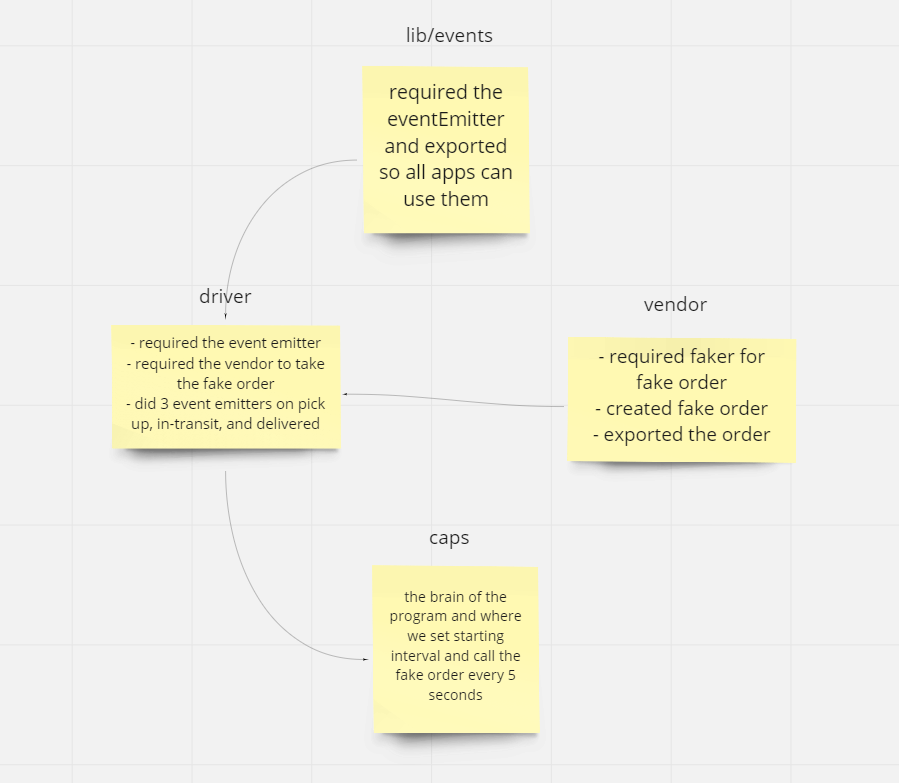 lib/events
required the
eventEmitter
and exported
so all apps can
use them
driver
- required the event emitter
- required the vendor to take
the fake order
- did 3 event emitters on pick
up, in-transit, and delivered
vendor
- required faker for
fake order
- created fake order
- exported the order
caps
the brain of the
program and where
we set starting
interval and call the
fake order every 5
seconds